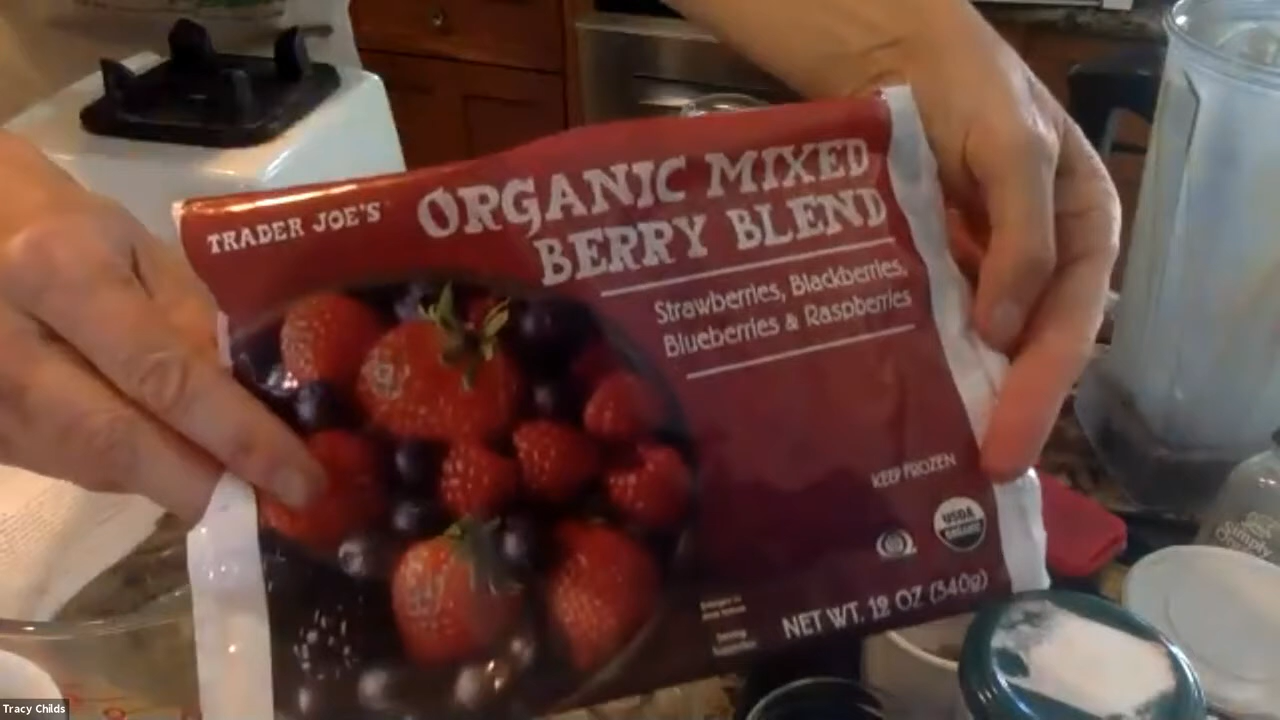 TRADER JOE'S
ORGANIC MIXED
BERRY BLEND
Strawberries, Blackberries,
Blueberries & Raspberries
KEEP FROZEN
USDA
ORGANIC
NET WT. 12 OZ (340g)
Simply
Tracy Childs